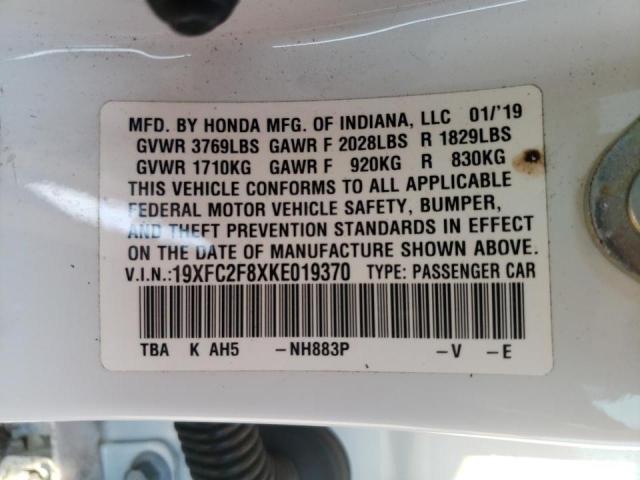 MFD. BY HONDA MFG. OF INDIANA, LLC 01/'19
GVWR 3769LBS GAWR F 2028LBS R 1829LBS
GVWR 1710KG GAWR F 920KG R 830KG
THIS VEHICLE CONFORMS TO ALL APPLICABLE
FEDERAL MOTOR VEHICLE SAFETY, BUMPER,
AND THEFT PREVENTION STANDARDS IN EFFECT
ON THE DATE OF MANUFACTURE SHOWN ABOVE.
V.I.N.:19XFC2F8XKE019370 TYPE: PASSENGER CAR
TBA K AH5 -NH883P -V -E